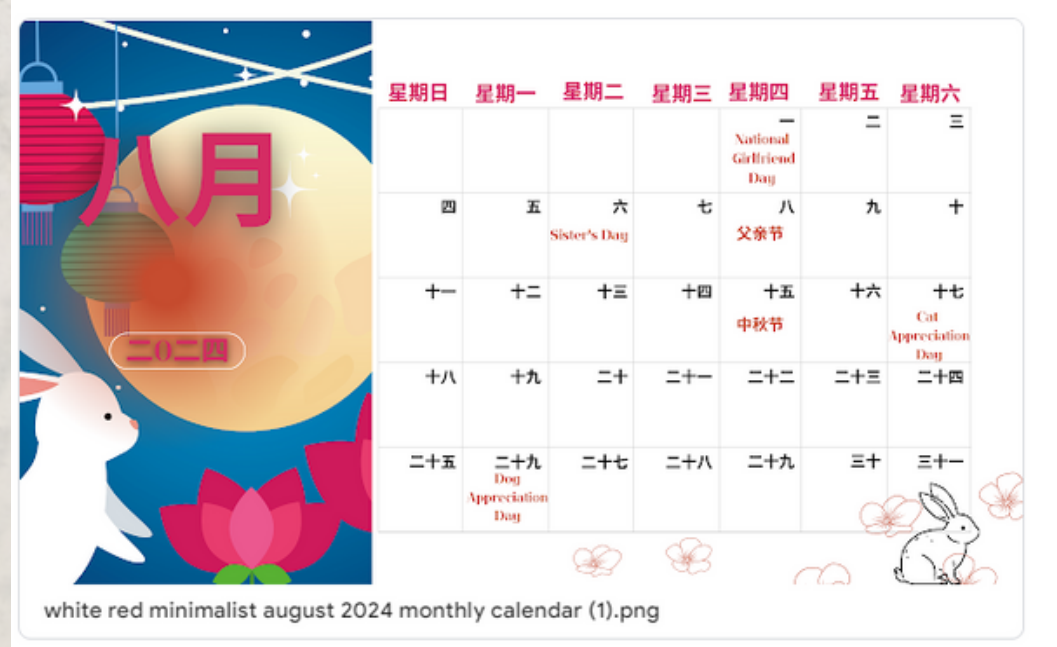 八月
二0二四
星期日 星期一 星期二 星期三 星期四 星期五 星期六
一 二 三
National
Girlfriend
Day
四 五 六 七 八 九 十
Sister's Day 父亲节
十一 十二 十三 十四 十五 十六 十七
中秋节 Cat
Appreciation
Day
十八 十九 二十 二十一 二十二 二十三 二十四
二十五 二十九 二十七 二十八 二十九 三十 三十一
Dog
Appreciation
Day
white red minimalist august 2024 monthly calendar (1).png